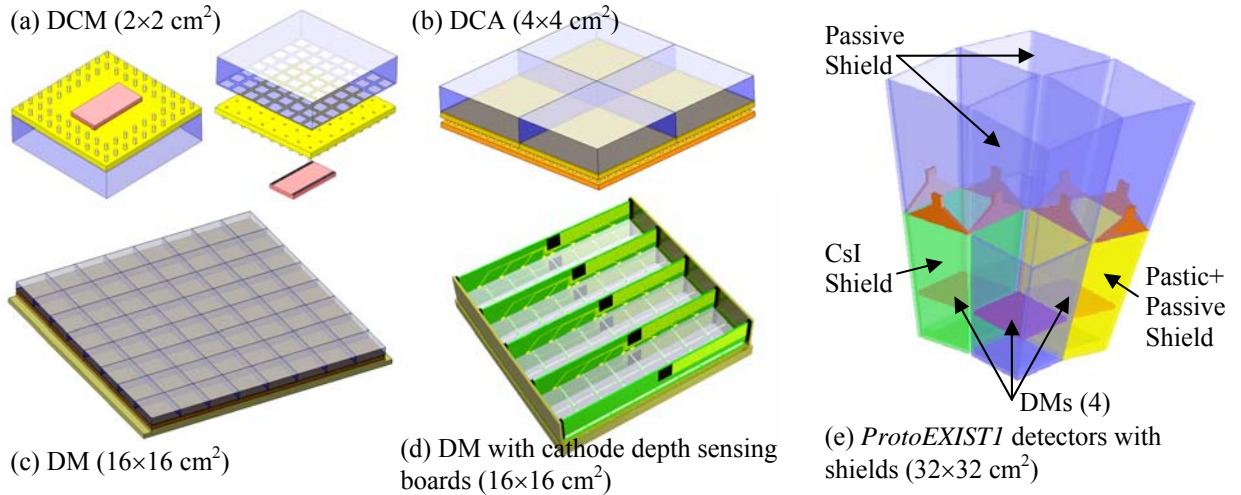 (a) DCM (2×2 cm²)
(b) DCA (4×4 cm²)
(c) DM (16×16 cm²)
(d) DM with cathode depth sensing
boards (16×16 cm²)
Passive
Shield
CsI
Shield
Pastic+
Passive
Shield
DMs (4)
(e) ProtoEXIST1 detectors with
shields (32×32 cm²)